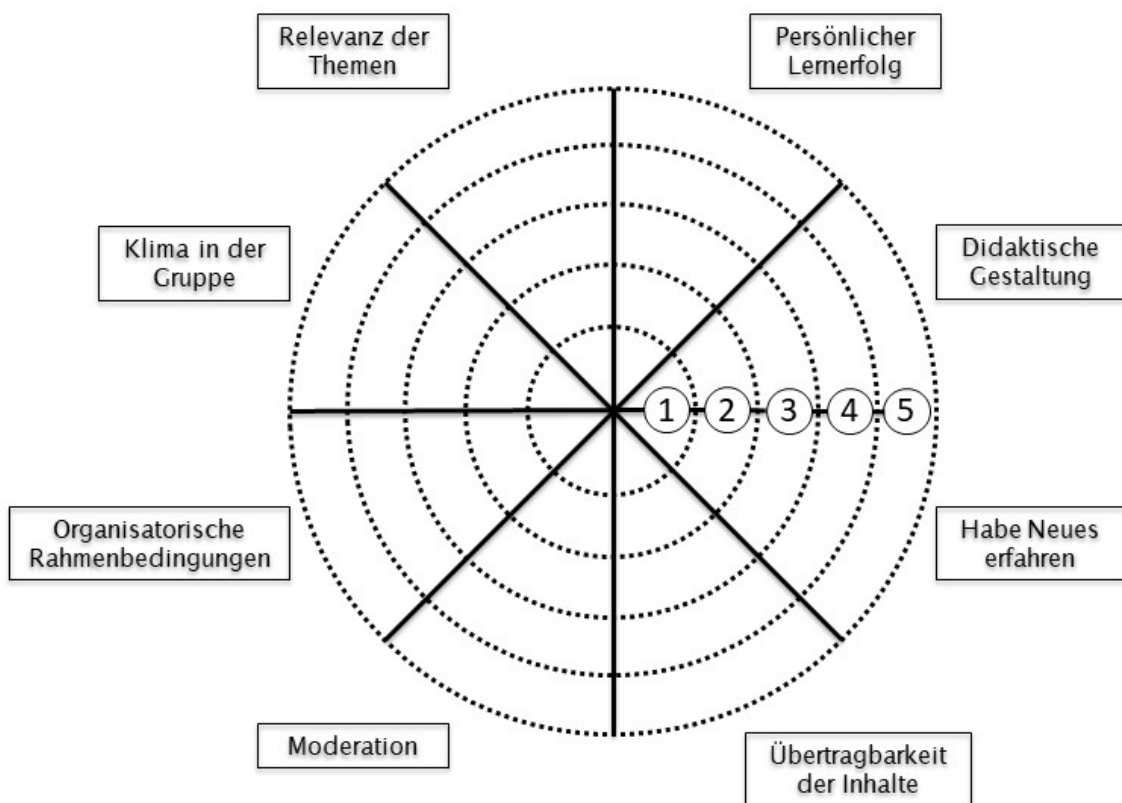 Relevanz der
Themen
Persönlicher
Lernerfolg
Klima in der
Gruppe
Didaktische
Gestaltung
1 2 3 4 5
Organisatorische
Rahmenbedingungen
Habe Neues
erfahren
Moderation
Übertragbarkeit
der Inhalte